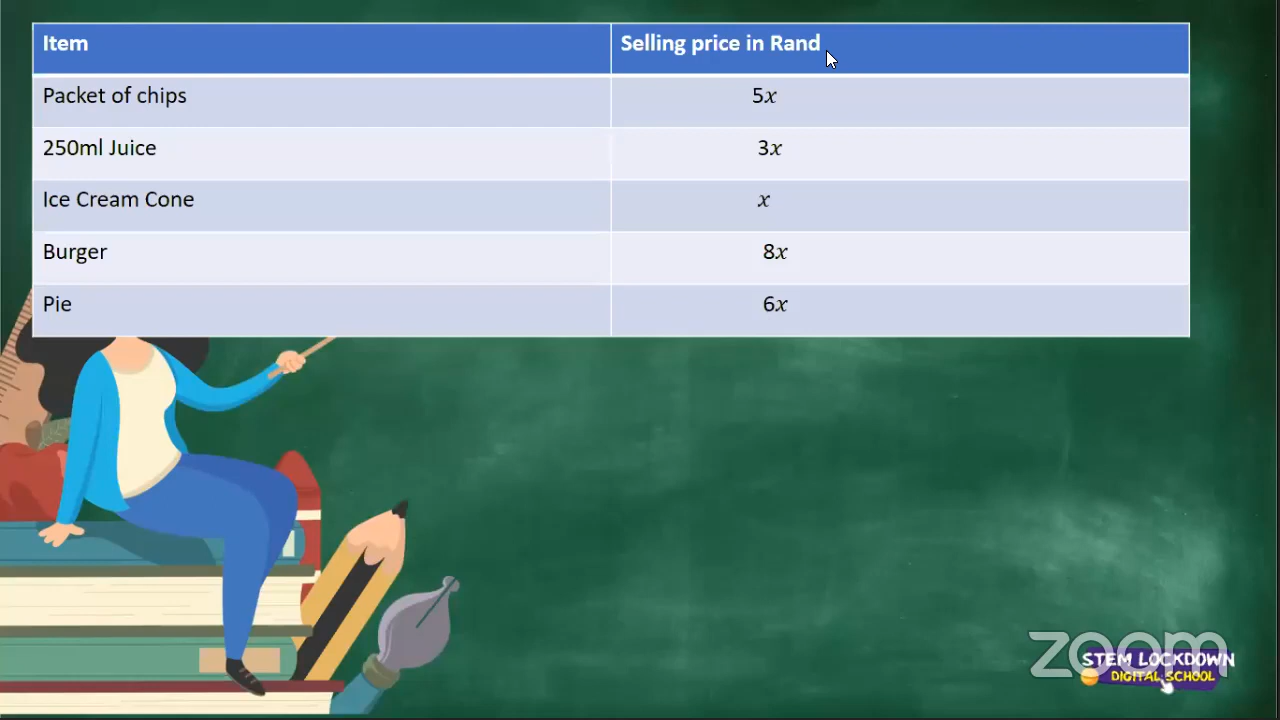 Item Selling price in Rand
Packet of chips 5x
250ml Juice 3x
Ice Cream Cone x
Burger 8x
Pie 6x
zoom
STEM LOCKDOWN
DIGITAL SCHOOL